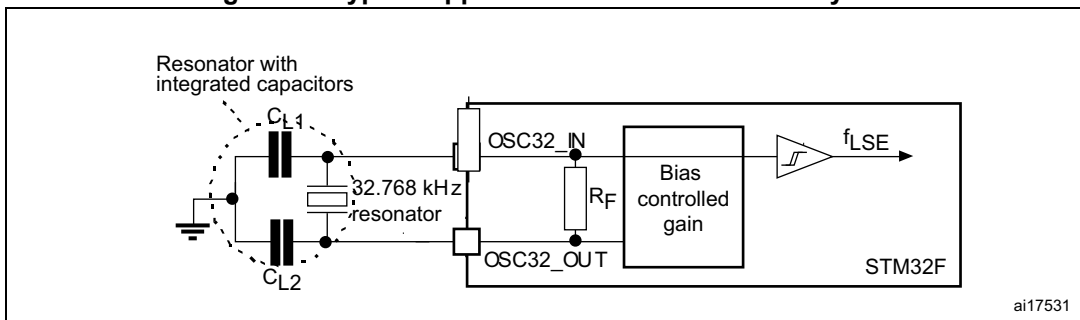 Resonator with
integrated capacitors
CL1
OSC32_IN
fLSE
32.768 kHz
resonator
RF
Bias
controlled
gain
OSC32_OUT
STM32F
CL2
ai17531